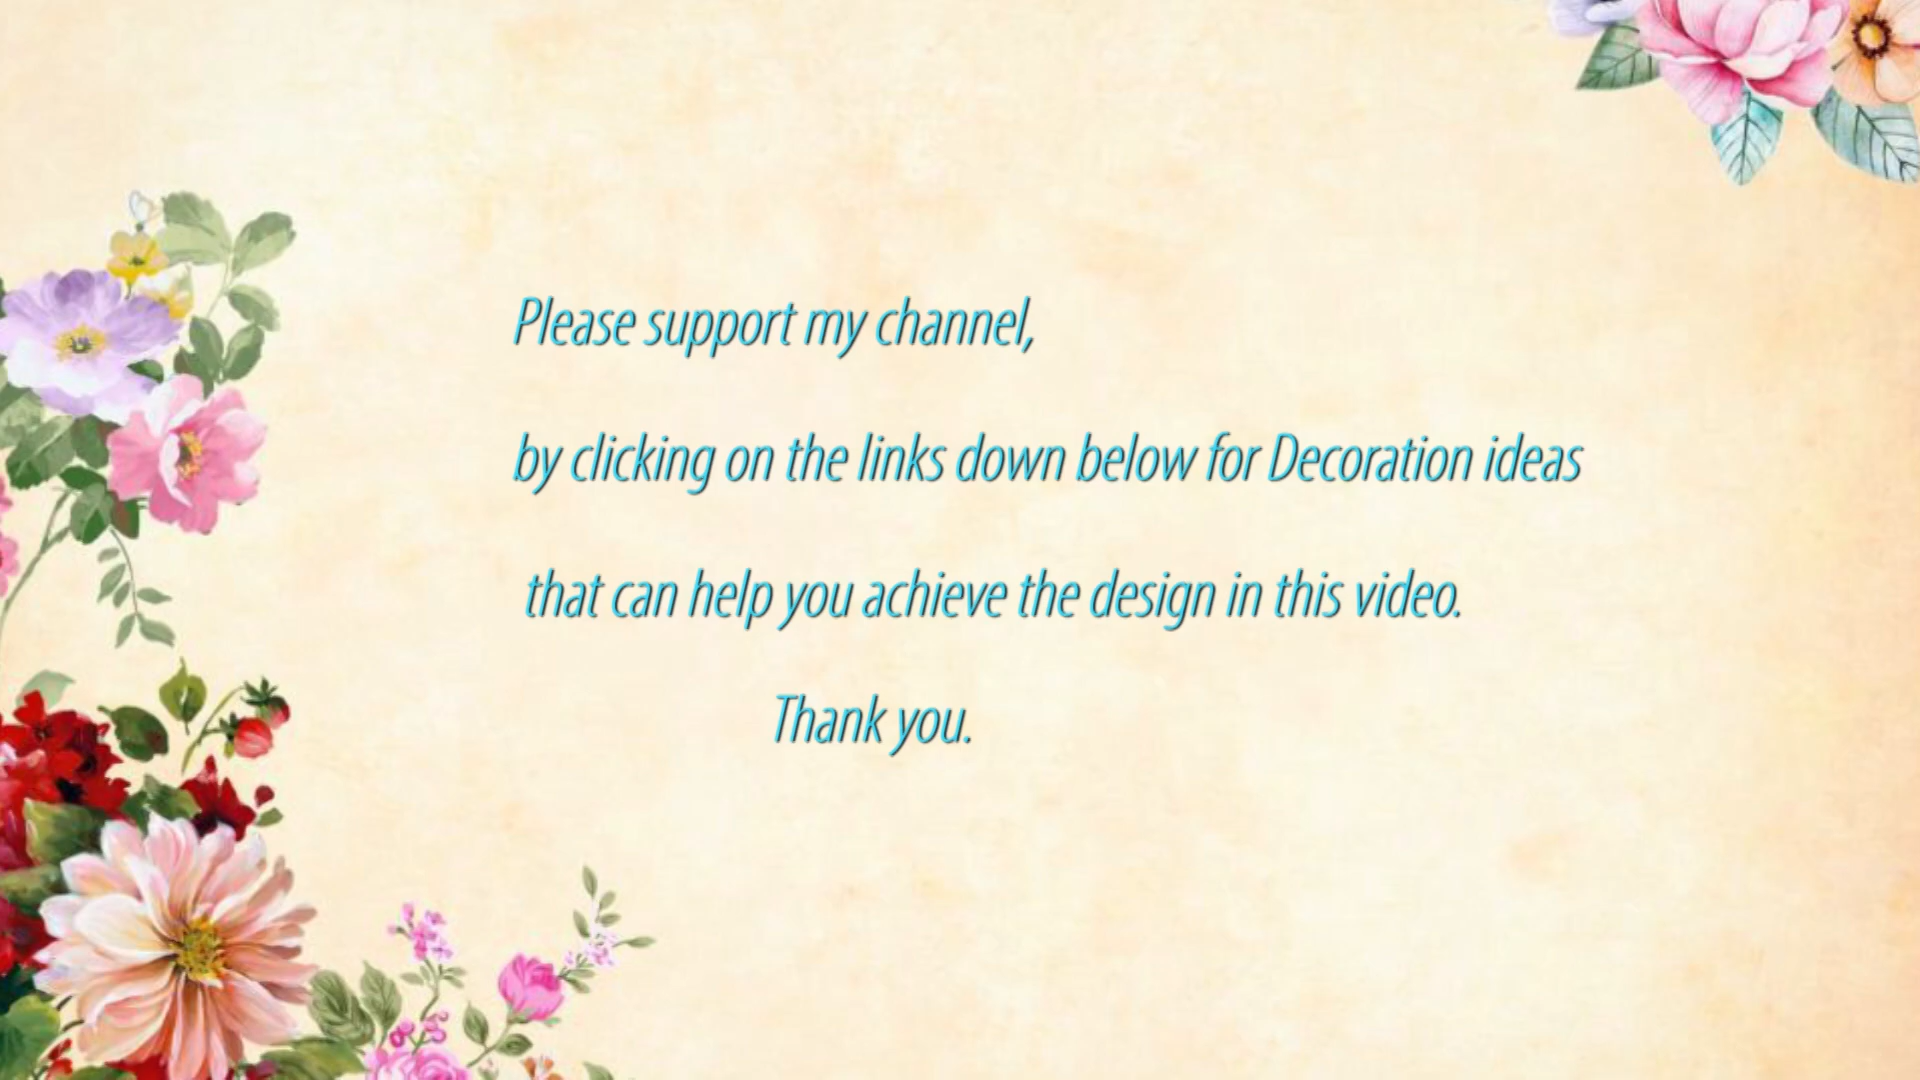 Please support my channel,
by clicking on the links down below for Decoration ideas
that can help you achieve the design in this video.
Thank you.